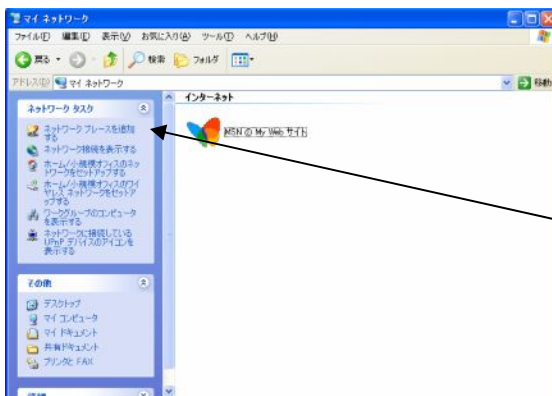 マイ ネットワーク
ファイル(F) 編集(E) 表示(V) お気に入り(A) ツール(T) ヘルプ(H)
戻る 検索 フォルダ
アドレス(D) マイ ネットワーク 移動
ネットワーク タスク
ネットワーク プレースを追加
する
ネットワーク接続を表示する
ホーム/小規模オフィスのネッ
トワークをセットアップする
ホーム/小規模オフィスのワイ
ヤレス ネットワークをセットア
ップする
ワークグループのコンピュータ
を表示する
ネットワークに接続している
UPnP デバイスのアイコンを
表示する
その他
デスクトップ
マイ コンピュータ
マイ ドキュメント
共有ドキュメント
プリンタと FAX
インターネット
MSN の My Web サイト